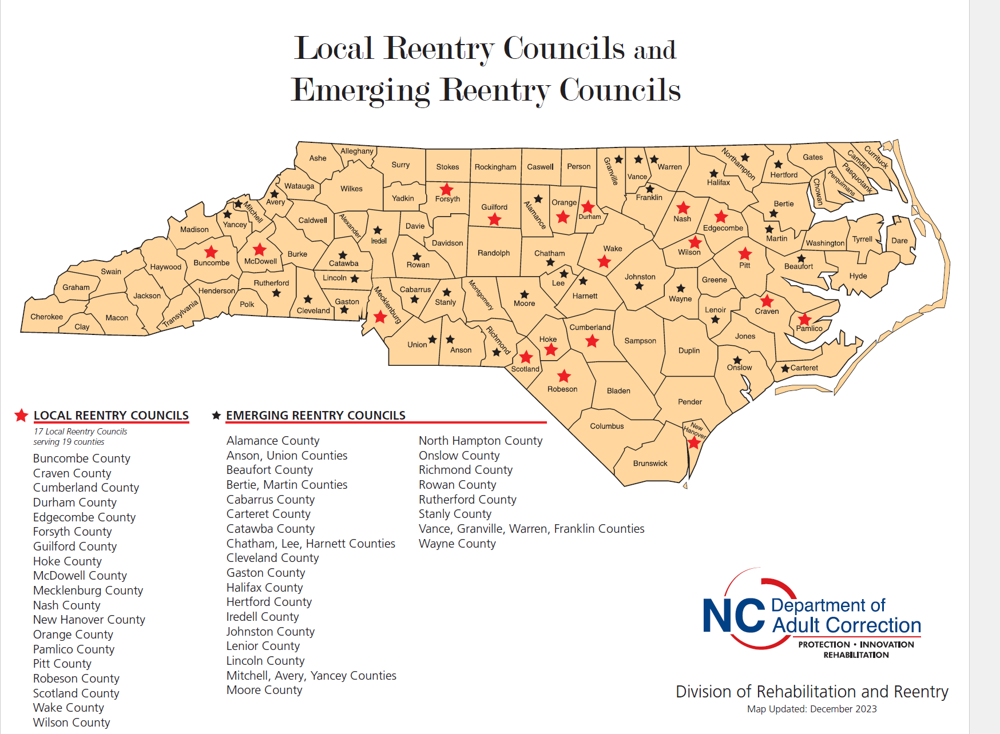 Local Reentry Councils and
Emerging Reentry Councils
Ashe
Alleghany
Surry
Stokes
Rockingham
Caswell
Person
Granville
Vance
Warren
Northampton
Halifax
Hertford
Gates
Camden
Currituck
Pasquotank
Perquimans
Chowan
Watauga
Wilkes
Yadkin
Forsyth
Guilford
Alamance
Orange
Durham
Franklin
Nash
Edgecombe
Bertie
Martin
Washington
Tyrrell
Dare
Avery
Mitchell
Yancey
Madison
Caldwell
Alexander
Iredell
Davie
Davidson
Randolph
Chatham
Wake
Wilson
Pitt
Beaufort
Hyde
Buncombe
McDowell
Burke
Catawba
Rowan
Swain
Haywood
Graham
Jackson
Henderson
Rutherford
Lincoln
Polk
Cleveland
Gaston
Mecklenburg
Cabarrus
Stanly
Montgomery
Moore
Lee
Harnett
Johnston
Wayne
Greene
Lenoir
Craven
Pamlico
Cherokee
Clay
Macon
Transylvania
Union
Anson
Richmond
Scotland
Hoke
Cumberland
Sampson
Duplin
Jones
Onslow
Carteret
Robeson
Bladen
Pender
Columbus
New
Hanover
Brunswick
LOCAL REENTRY COUNCILS
17 Local Reentry Councils
serving 19 counties
Buncombe County
Craven County
Cumberland County
Durham County
Edgecombe County
Forsyth County
Guilford County
Hoke County
McDowell County
Mecklenburg County
Nash County
New Hanover County
Orange County
Pamlico County
Pitt County
Robeson County
Scotland County
Wake County
Wilson County
EMERGING REENTRY COUNCILS
Alamance County
Anson, Union Counties
Beaufort County
Bertie, Martin Counties
Cabarrus County
Carteret County
Catawba County
Chatham, Lee, Harnett Counties
Cleveland County
Gaston County
Halifax County
Hertford County
Iredell County
Johnston County
Lenior County
Lincoln County
Mitchell, Avery, Yancey Counties
Moore County
North Hampton County
Onslow County
Richmond County
Rowan County
Rutherford County
Stanly County
Vance, Granville, Warren, Franklin Counties
Wayne County
NC Department of
Adult Correction
PROTECTION • INNOVATION
REHABILITATION
Division of Rehabilitation and Reentry
Map Updated: December 2023